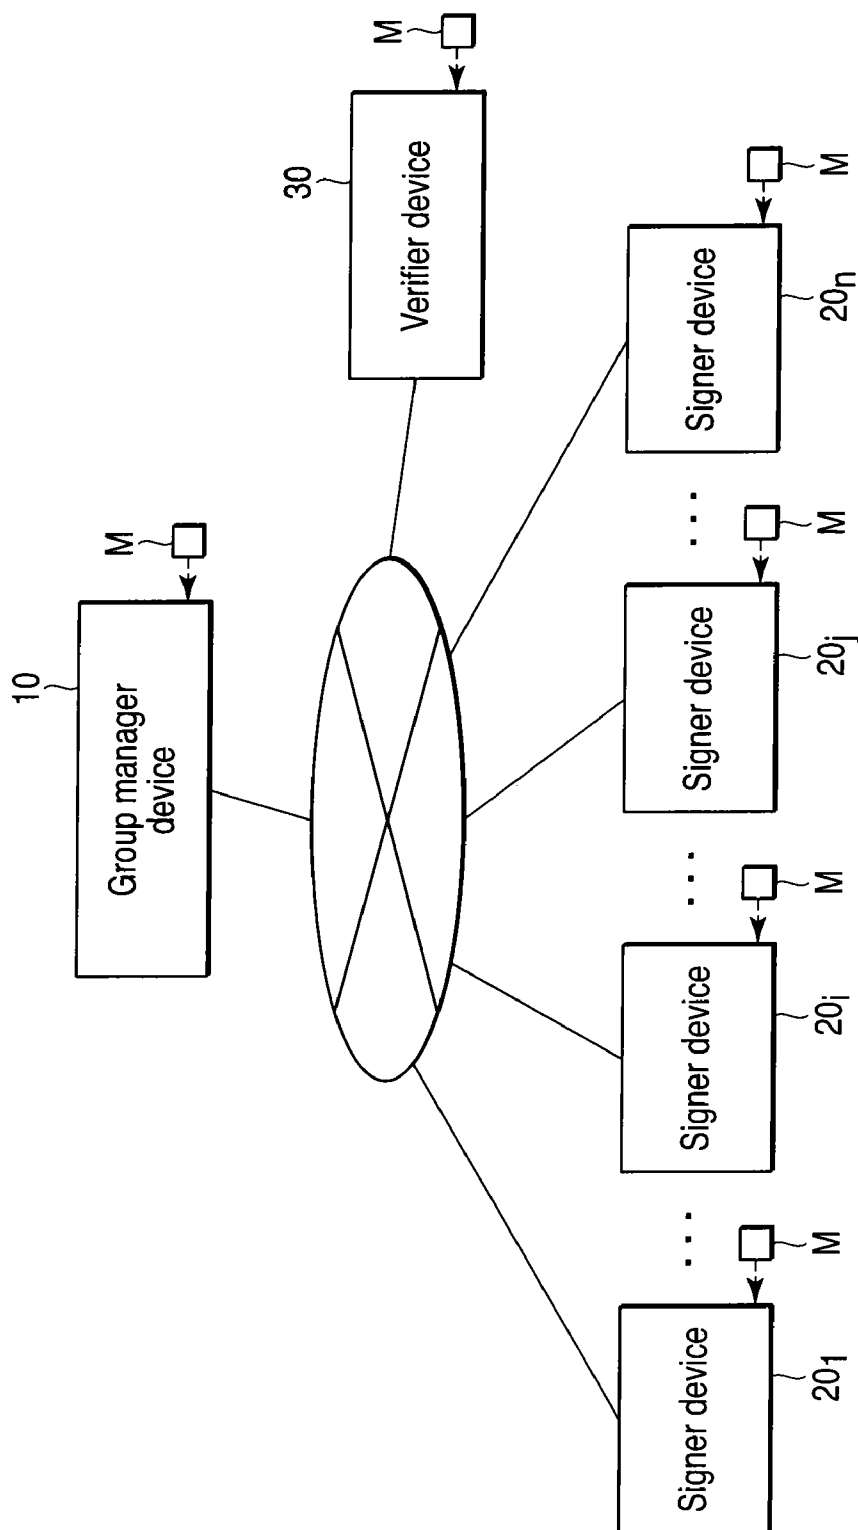 10
Group manager
device
M
30
Verifier device
M
Signer device
20₁
M
. . .
Signer device
20ᵢ
M
. . .
Signer device
20ⱼ
M
. . .
Signer device
20ₙ
M